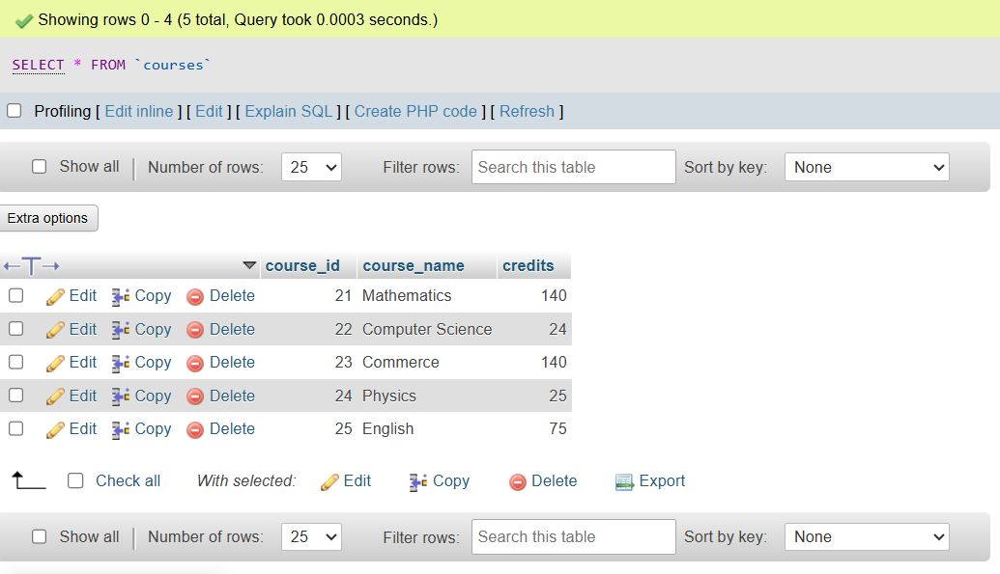 Showing rows 0 - 4 (5 total, Query took 0.0003 seconds.)
SELECT * FROM `courses`
Profiling [ Edit inline ] [ Edit ] [ Explain SQL ] [ Create PHP code ] [ Refresh ]
Show all Number of rows: 25 Filter rows: Search this table Sort by key: None
Extra options
course_id course_name credits
Edit Copy Delete 21 Mathematics 140
Edit Copy Delete 22 Computer Science 24
Edit Copy Delete 23 Commerce 140
Edit Copy Delete 24 Physics 25
Edit Copy Delete 25 English 75
Check all With selected: Edit Copy Delete Export
Show all Number of rows: 25 Filter rows: Search this table Sort by key: None